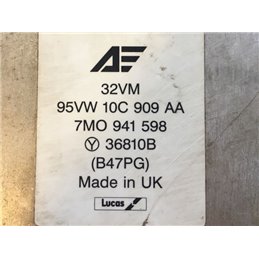 AE
32VM
95VW 10C 909 AA
7MO 941 598
Y 36810B
(B47PG)
Made in UK
Lucas